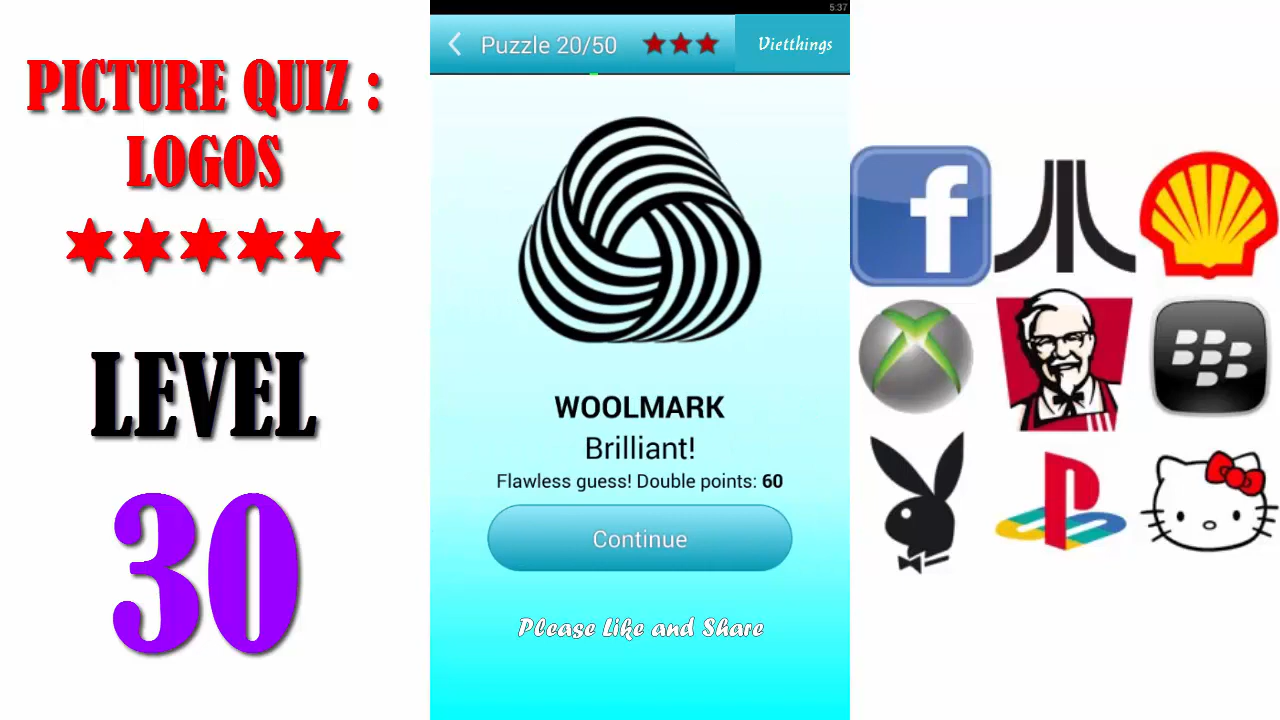 PICTURE QUIZ :
LOGOS
LEVEL
30
5:37
Puzzle 20/50
Vietthings
WOOLMARK
Brilliant!
Flawless guess! Double points: 60
Continue
Please Like and Share
f